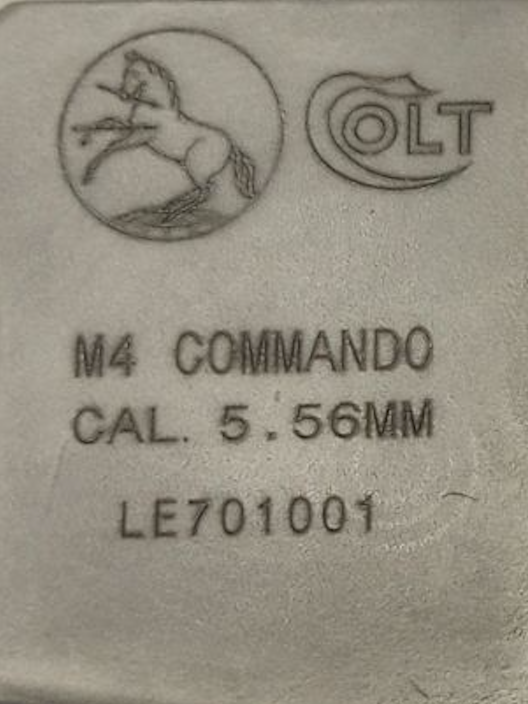 COLT
M4 COMMANDO
CAL. 5.56MM
LE701001